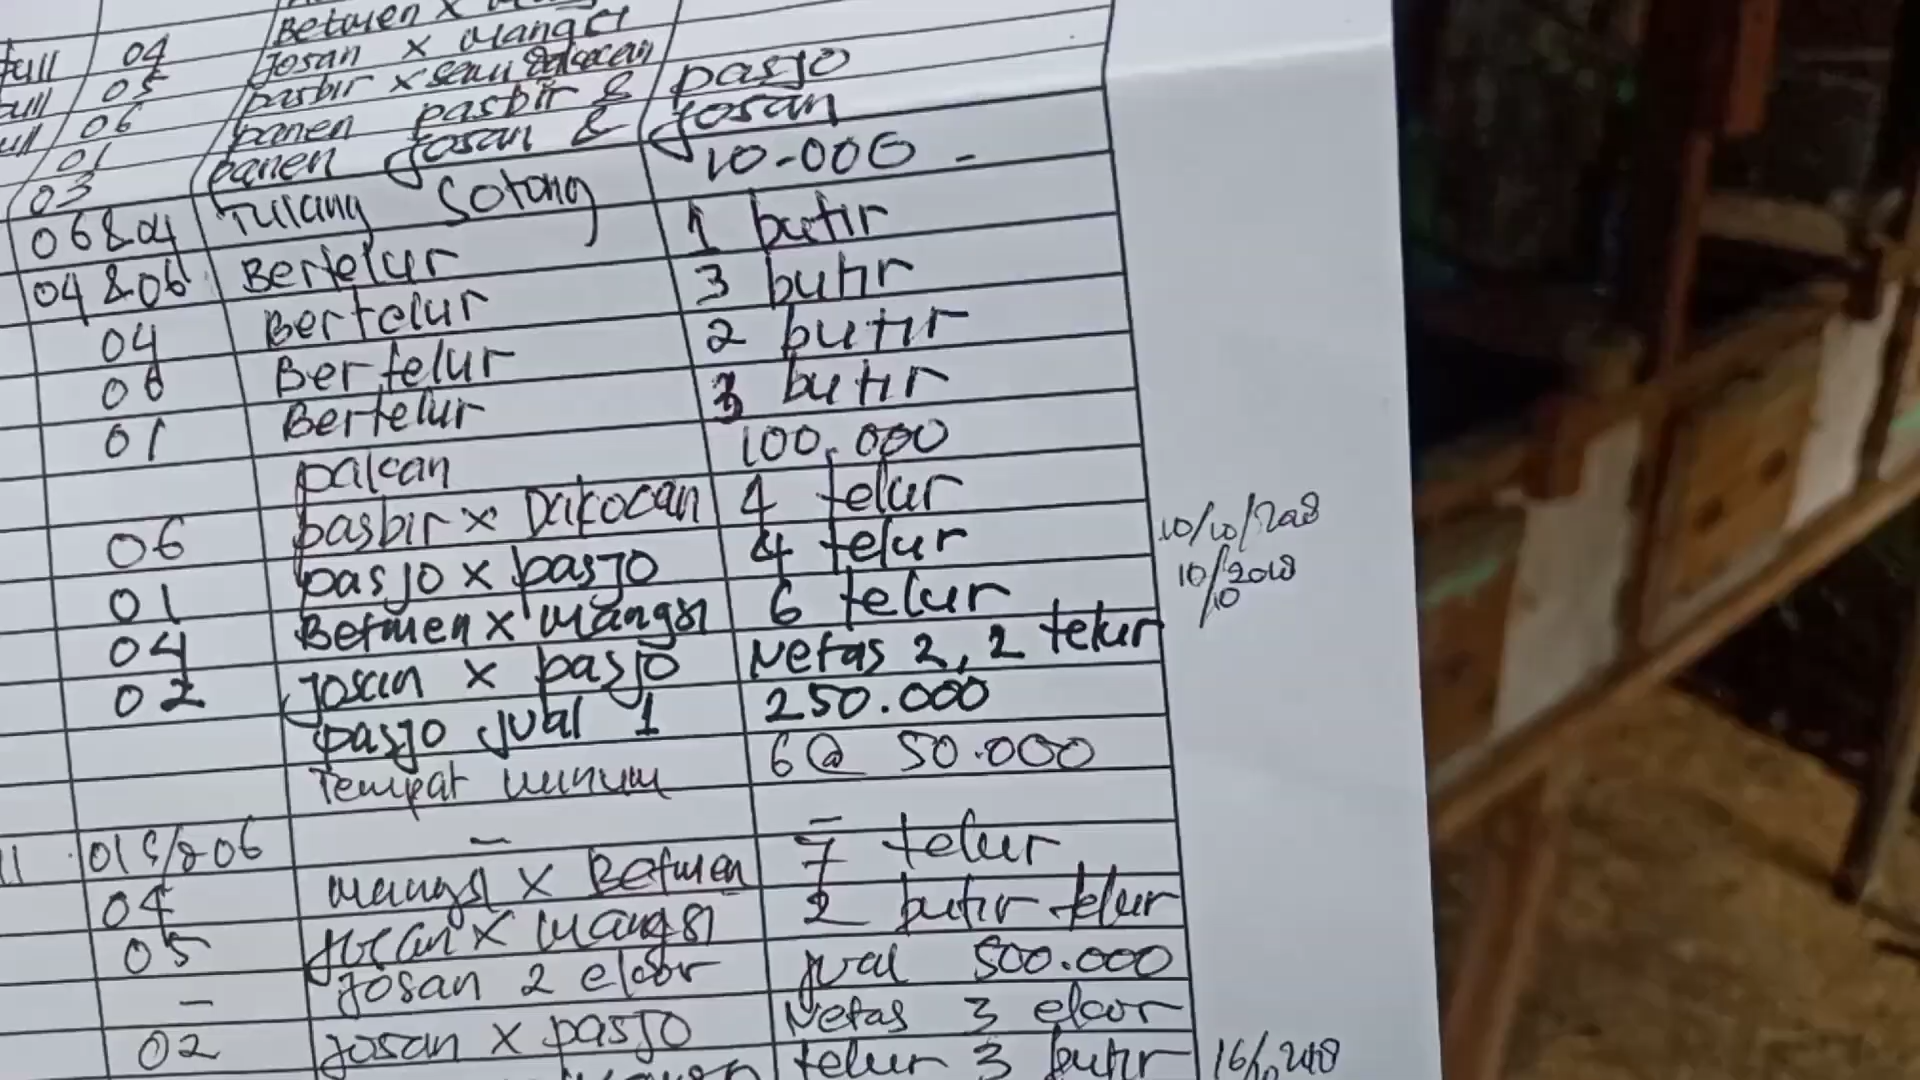 Betmen x
full 04 Josan x Mangsi
full 05 pasbir x semi Dakocan
full 06 panen pasbir & pasjo
01 panen Josan & Josan
03 Tulang Sotong 10.000 -
06 & 04 Bertelur 1 butir
04 & 06 Bertelur 3 butir
04 Bertelur 2 butir
06 Bertelur 3 butir
01 pakan 100.000
06 pasbir x Dakocan 4 telur
01 pasjo x pasjo 4 telur 10/10/2018
04 Betmen x Mangsi 6 telur 10/10/2018
02 Josan x pasjo Netas 2, 2 telur
pasjo jual 1 250.000
Tempat minum 6 @ 50.000
01 s/d 06 - -
04 Mangsi x Betmen 7 telur
05 Josan x Mangsi 2 butir telur
- Josan 2 ekor jual 500.000
02 Josan x pasjo Netas 3 ekor
telur 3 butir 16/10 2018